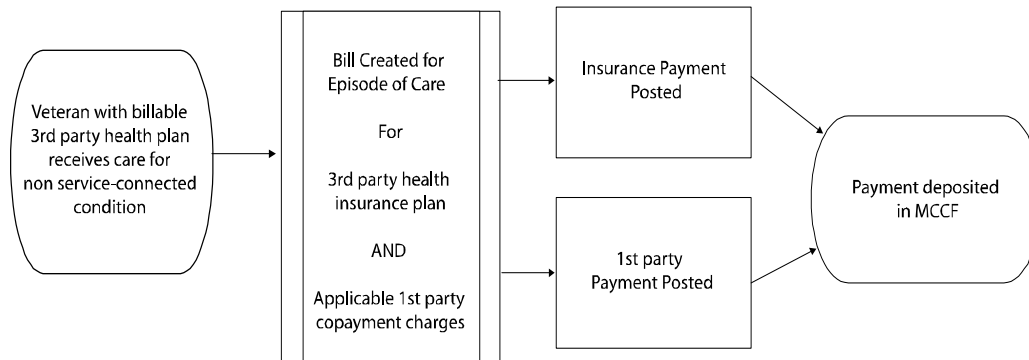 Veteran with billable
3rd party health plan
receives care for
non service-connected
condition
Bill Created for
Episode of Care
For
3rd party health
insurance plan
AND
Applicable 1st party
copayment charges
Insurance Payment
Posted
1st party
Payment Posted
Payment deposited
in MCCF